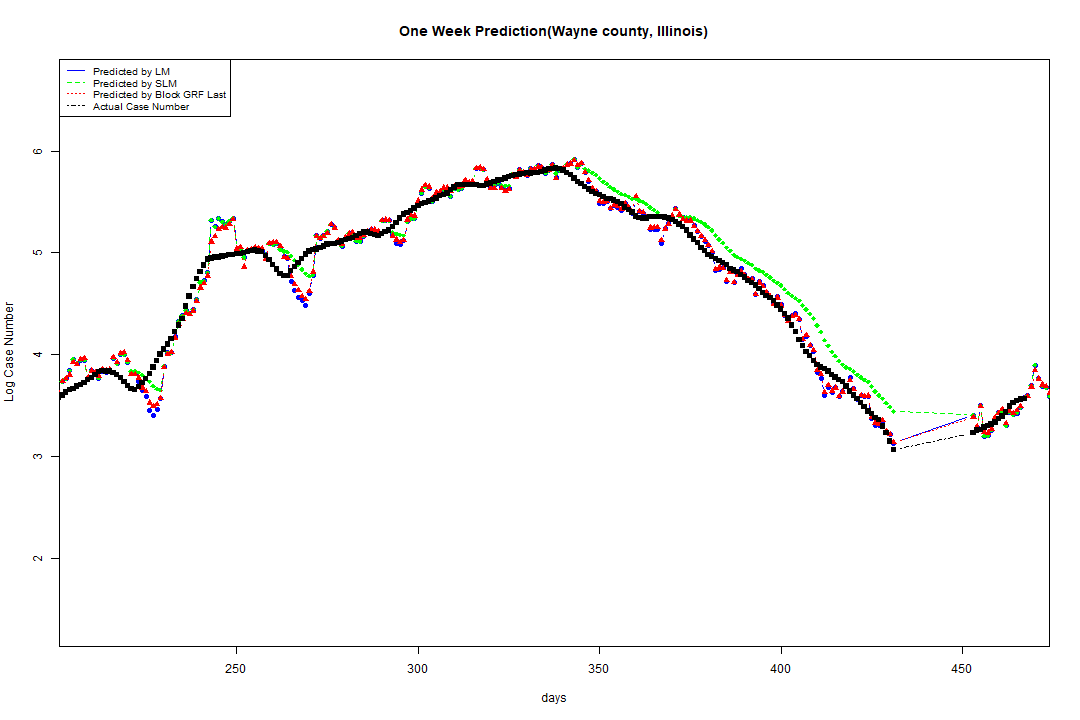 One Week Prediction(Wayne county, Illinois)
Predicted by LM
Predicted by SLM
Predicted by Block GRF Last
Actual Case Number
6
5
4
3
2
Log Case Number
250
300
350
400
450
days